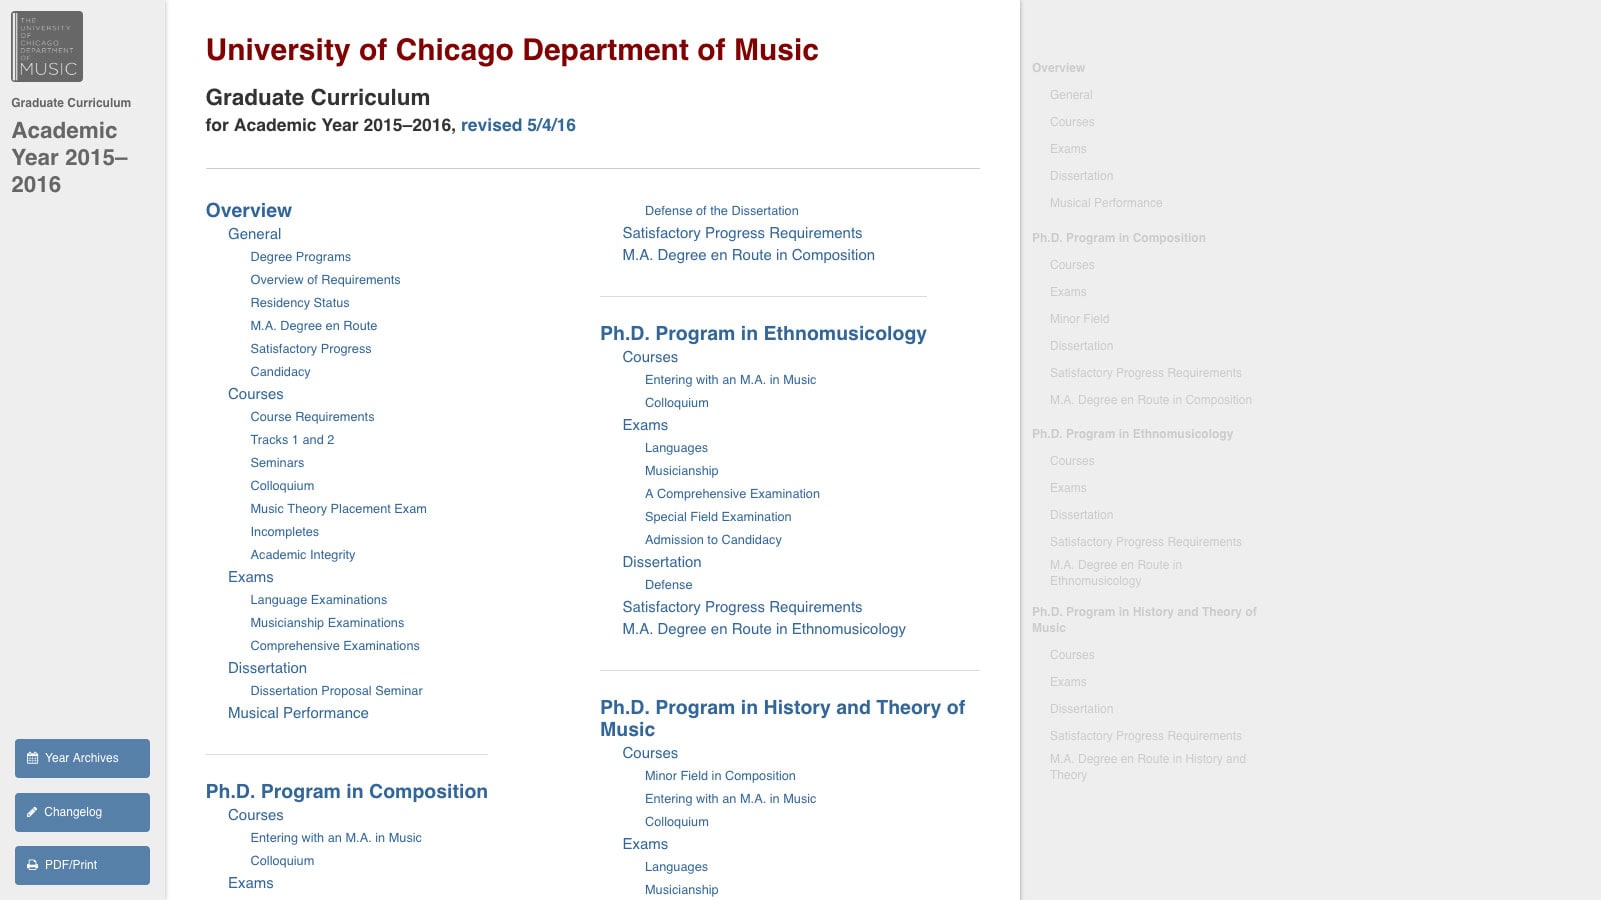 THE
UNIVERSITY
OF
CHICAGO
DEPARTMENT
OF
MUSIC
Graduate Curriculum
Academic
Year 2015–
2016
Year Archives
Changelog
PDF/Print
University of Chicago Department of Music
Graduate Curriculum
for Academic Year 2015–2016, revised 5/4/16
Overview
General
Degree Programs
Overview of Requirements
Residency Status
M.A. Degree en Route
Satisfactory Progress
Candidacy
Courses
Course Requirements
Tracks 1 and 2
Seminars
Colloquium
Music Theory Placement Exam
Incompletes
Academic Integrity
Exams
Language Examinations
Musicianship Examinations
Comprehensive Examinations
Dissertation
Dissertation Proposal Seminar
Musical Performance
Ph.D. Program in Composition
Courses
Entering with an M.A. in Music
Colloquium
Exams
Defense of the Dissertation
Satisfactory Progress Requirements
M.A. Degree en Route in Composition
Ph.D. Program in Ethnomusicology
Courses
Entering with an M.A. in Music
Colloquium
Exams
Languages
Musicianship
A Comprehensive Examination
Special Field Examination
Admission to Candidacy
Dissertation
Defense
Satisfactory Progress Requirements
M.A. Degree en Route in Ethnomusicology
Ph.D. Program in History and Theory of
Music
Courses
Minor Field in Composition
Entering with an M.A. in Music
Colloquium
Exams
Languages
Musicianship
Overview
General
Courses
Exams
Dissertation
Musical Performance
Ph.D. Program in Composition
Courses
Exams
Minor Field
Dissertation
Satisfactory Progress Requirements
M.A. Degree en Route in Composition
Ph.D. Program in Ethnomusicology
Courses
Exams
Dissertation
Satisfactory Progress Requirements
M.A. Degree en Route in
Ethnomusicology
Ph.D. Program in History and Theory of
Music
Courses
Exams
Dissertation
Satisfactory Progress Requirements
M.A. Degree en Route in History and
Theory